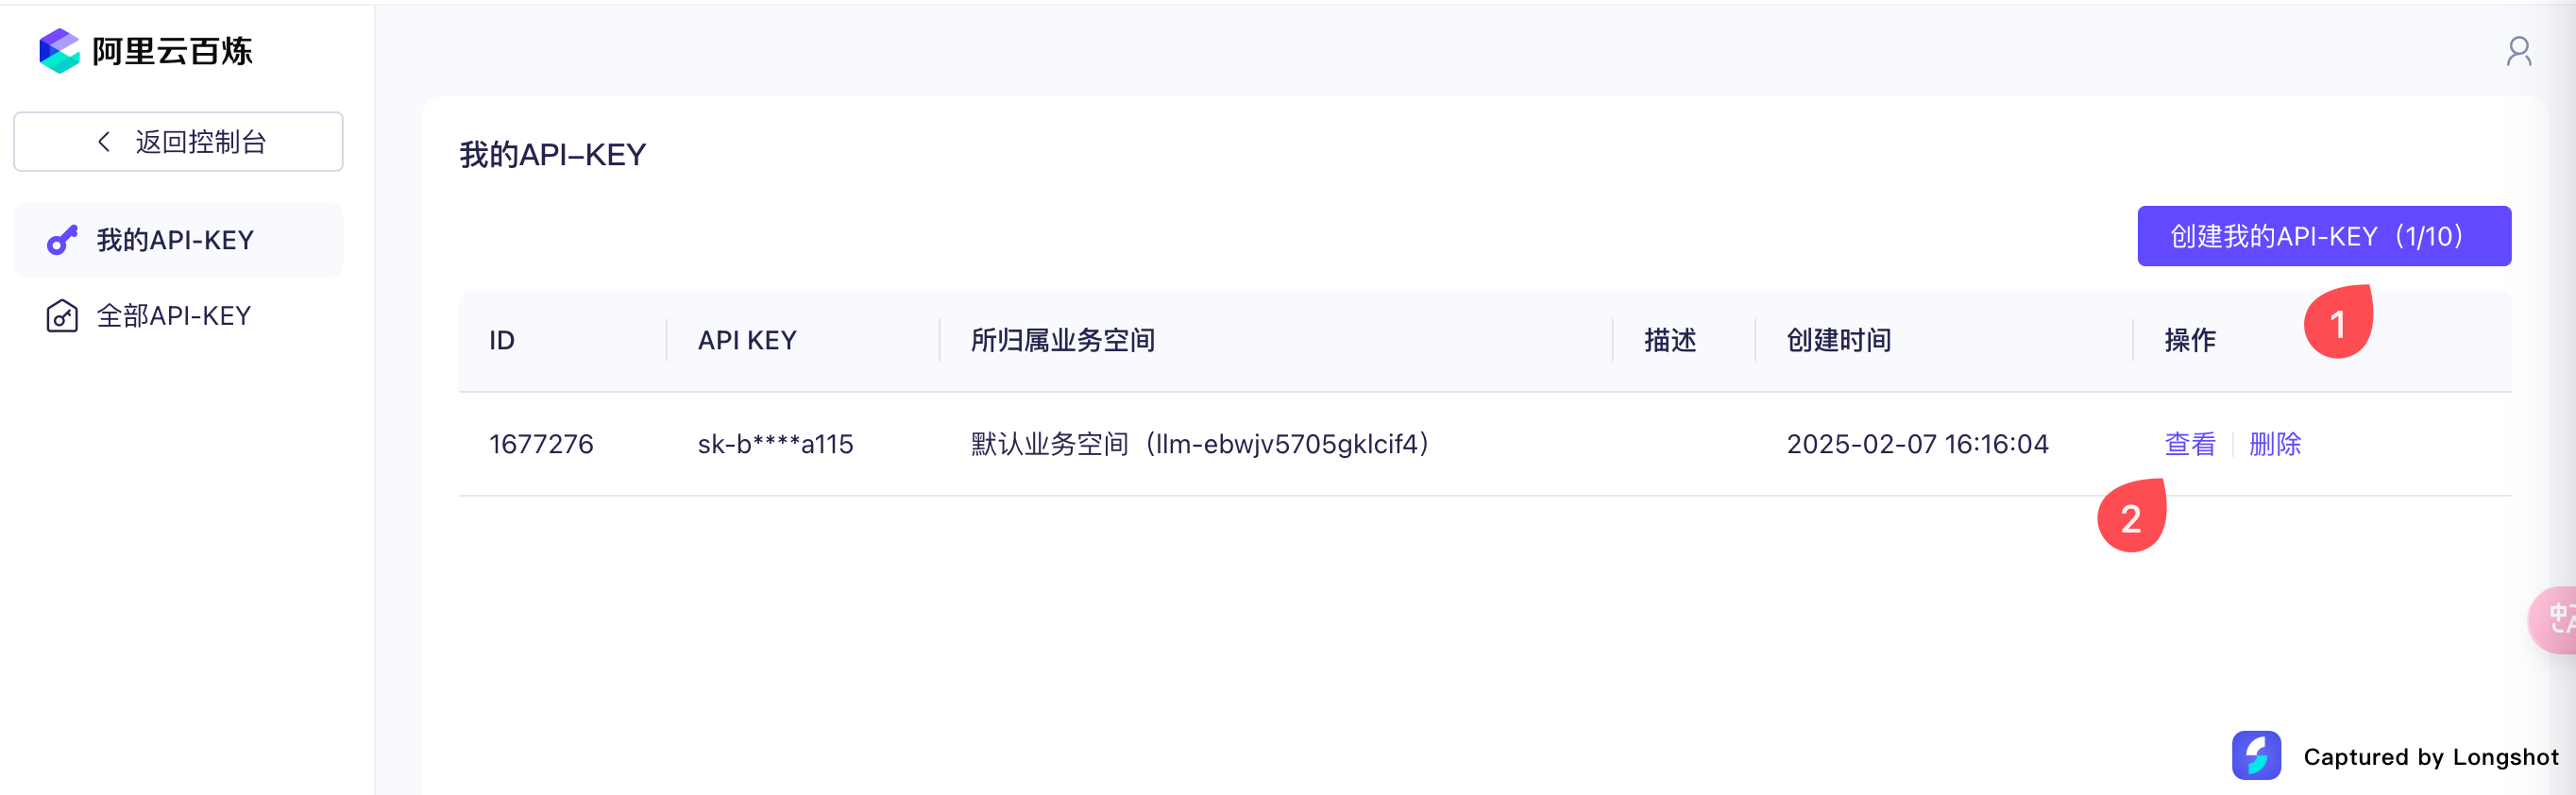 阿里云百炼
返回控制台
我的API-KEY
全部API-KEY
我的API-KEY
创建我的API-KEY（1/10）
ID API KEY 所归属业务空间 描述 创建时间 操作
1
1677276 sk-b****a115 默认业务空间（llm-ebwjv5705gklcif4） 2025-02-07 16:16:04 查看 删除
2
中
Captured by Longshot